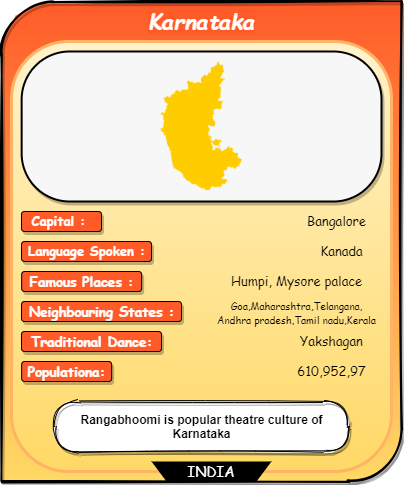 Karnataka
Capital : Bangalore
Language Spoken : Kanada
Famous Places : Humpi, Mysore palace
Neighbouring States : Goa,Maharashtra,Telangana,
Andhra pradesh,Tamil nadu,Kerala
Traditional Dance: Yakshagan
Populationa: 610,952,97
Rangabhoomi is popular theatre culture of
Karnataka
INDIA